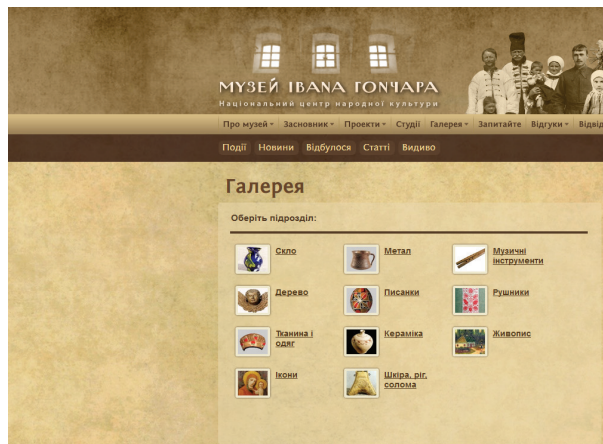 МУЗЕЙ ІВАНА ГОНЧАРА
Національний центр народної культури
Про музей Засновник Проекти Студії Галерея Запитайте Відгуки
Події Новини Відбулося Статті Видиво
Галерея
Оберіть підрозділ:
Скло
Метал
Музичні
інструменти
Дерево
Писанки
Рушники
Тканина і
одяг
Кераміка
Живопис
Ікони
Шкіра, ріг,
солома